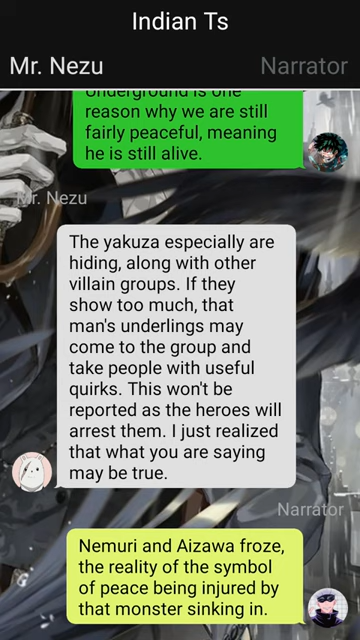 Indian Ts
Mr. Nezu
Narrator
Underground is one
reason why we are still
fairly peaceful, meaning
he is still alive.
Mr. Nezu
The yakuza especially are
hiding, along with other
villain groups. If they
show too much, that
man's underlings may
come to the group and
take people with useful
quirks. This won't be
reported as the heroes will
arrest them. I just realized
that what you are saying
may be true.
Narrator
Nemuri and Aizawa froze,
the reality of the symbol
of peace being injured by
that monster sinking in.